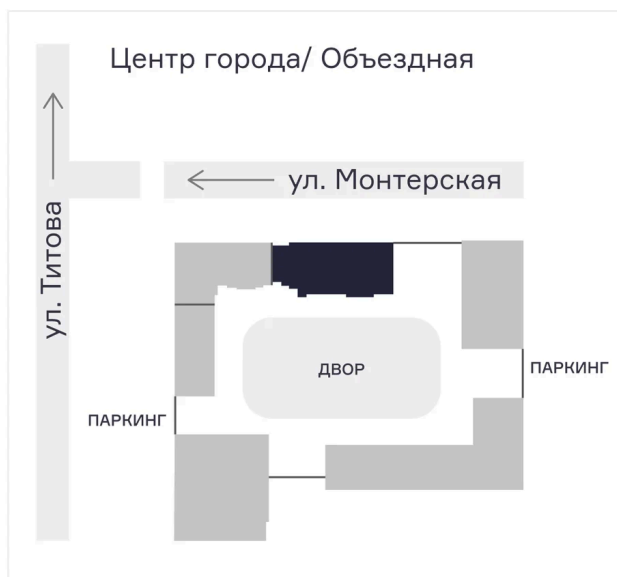 Центр города/ Объездная
ул. Монтерская
ул. Титова
ДВОР
ПАРКИНГ
ПАРКИНГ